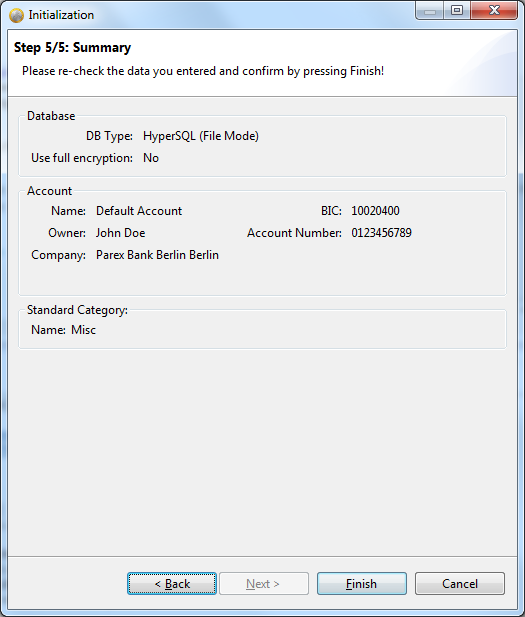 Initialization
Step 5/5: Summary
Please re-check the data you entered and confirm by pressing Finish!
Database
DB Type: HyperSQL (File Mode)
Use full encryption: No
Account
Name: Default Account BIC: 10020400
Owner: John Doe Account Number: 0123456789
Company: Parex Bank Berlin Berlin
Standard Category:
Name: Misc
< Back Next > Finish Cancel